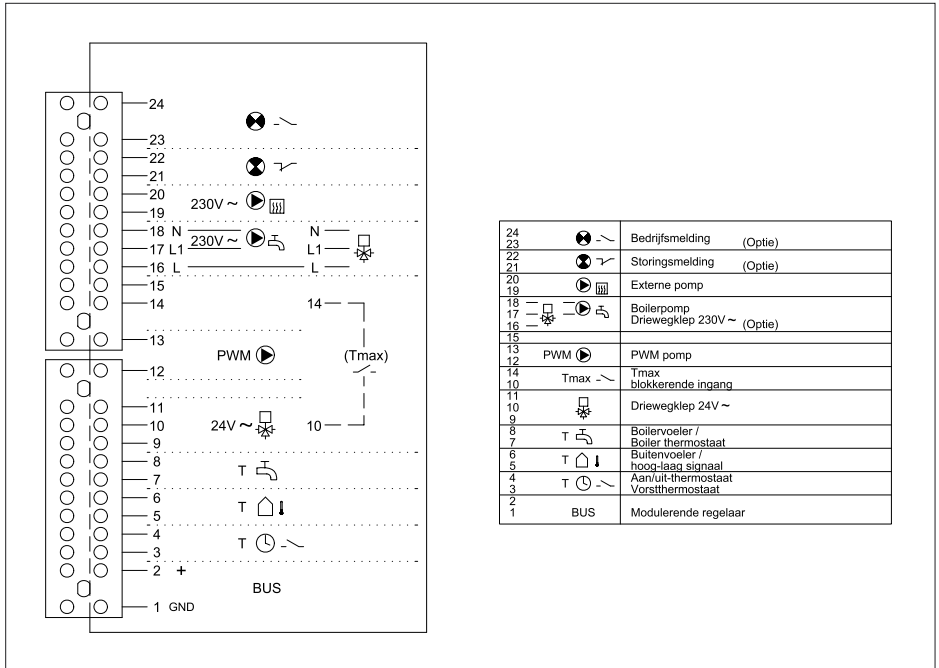 24
23
22
21
20
230V ~
19
18 N N
17 L1 230V ~ L1
16 L L
15
14 14
13
PWM (Tmax)
12
11
10 24V ~ 10
9
8
T
7
6
T
5
4
T
3
2 +
BUS
1 GND
24 Bedrijfsmelding
23 (Optie)
22 Storingsmelding
21 (Optie)
20 Externe pomp
19
18 Boilerpomp
17 Driewegklep 230V ~ (Optie)
16
15
13 PWM PWM pomp
12
14 Tmax Tmax
10 blokkerende ingang
11
10 Driewegklep 24V ~
9
8 T Boilervoeler /
7 Boiler thermostaat
6 T Buitenvoeler /
5 hoog-laag signaal
4 T Aan/uit-thermostaat
3 Vorstthermostaat
2
1 BUS Modulerende regelaar